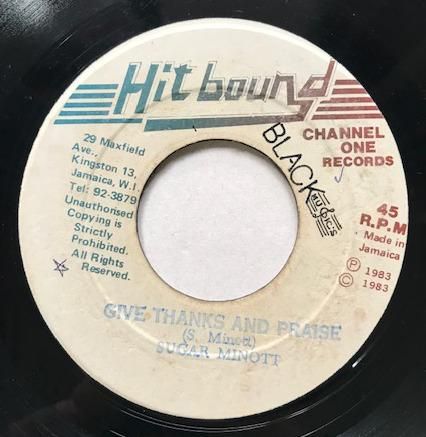 Hit bound
29 Maxfield
Ave.,
Kingston 13,
Jamaica, W.I.
Tel: 92-3879
Unauthorised
Copying is
Strictly
Prohibited.
All Rights
Reserved.
BLACK
MUSIC'S
CHANNEL
ONE
RECORDS
45
R.P.M
Made in
Jamaica
Ⓟ 1983
© 1983
GIVE THANKS AND PRAISE
(S. Minott)
SUGAR MINOTT